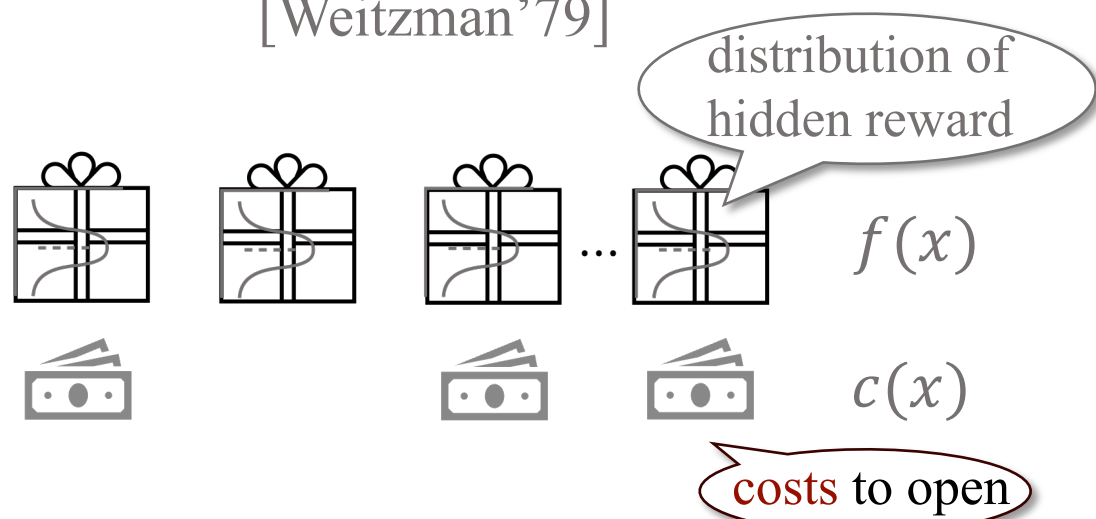 [Weitzman’79]
distribution of
hidden reward
...
f(x)
c(x)
costs to open